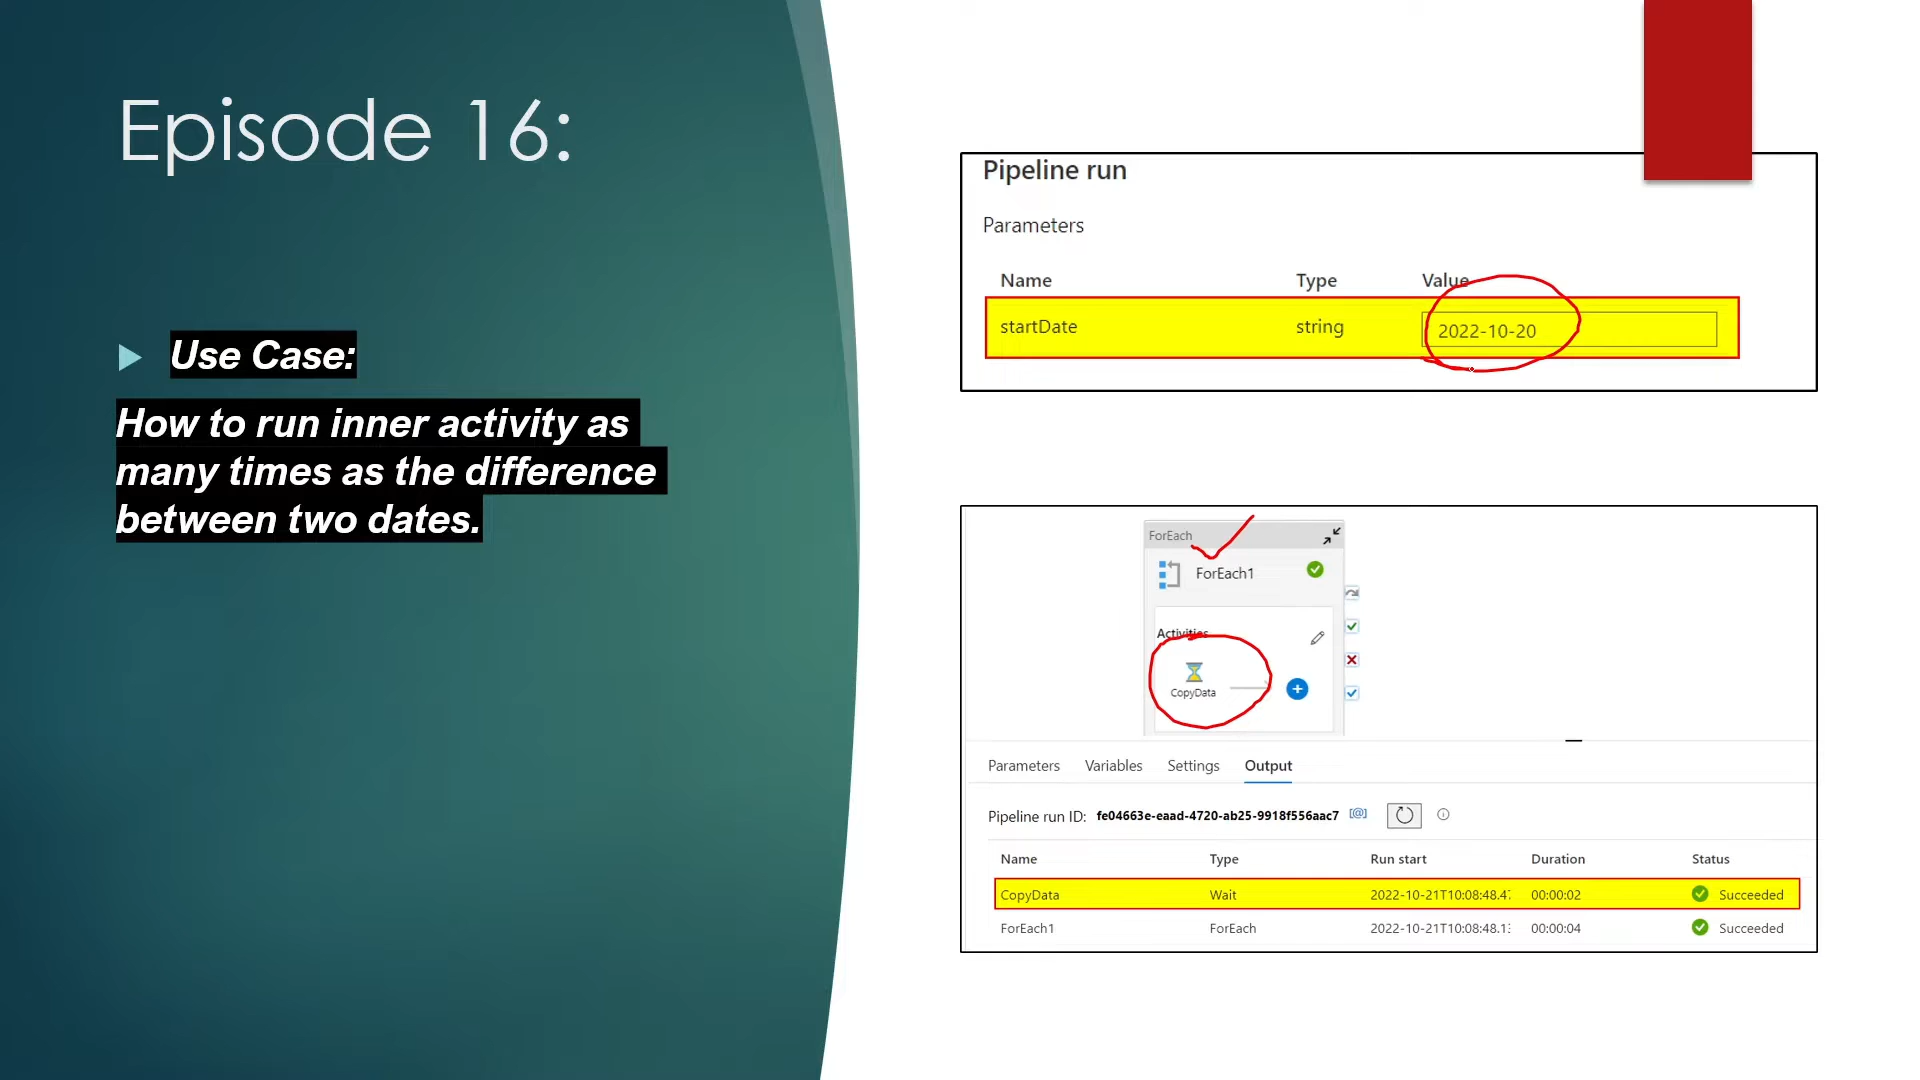 Episode 16:
Use Case:
How to run inner activity as
many times as the difference
between two dates.
Pipeline run
Parameters
Name Type Value
startDate string 2022-10-20
ForEach
ForEach1
Activities
CopyData
Parameters Variables Settings Output
Pipeline run ID: fe04663e-eaad-4720-ab25-9918f556aac7
Name Type Run start Duration Status
CopyData Wait 2022-10-21T10:08:48.47 00:00:02 Succeeded
ForEach1 ForEach 2022-10-21T10:08:48.13 00:00:04 Succeeded